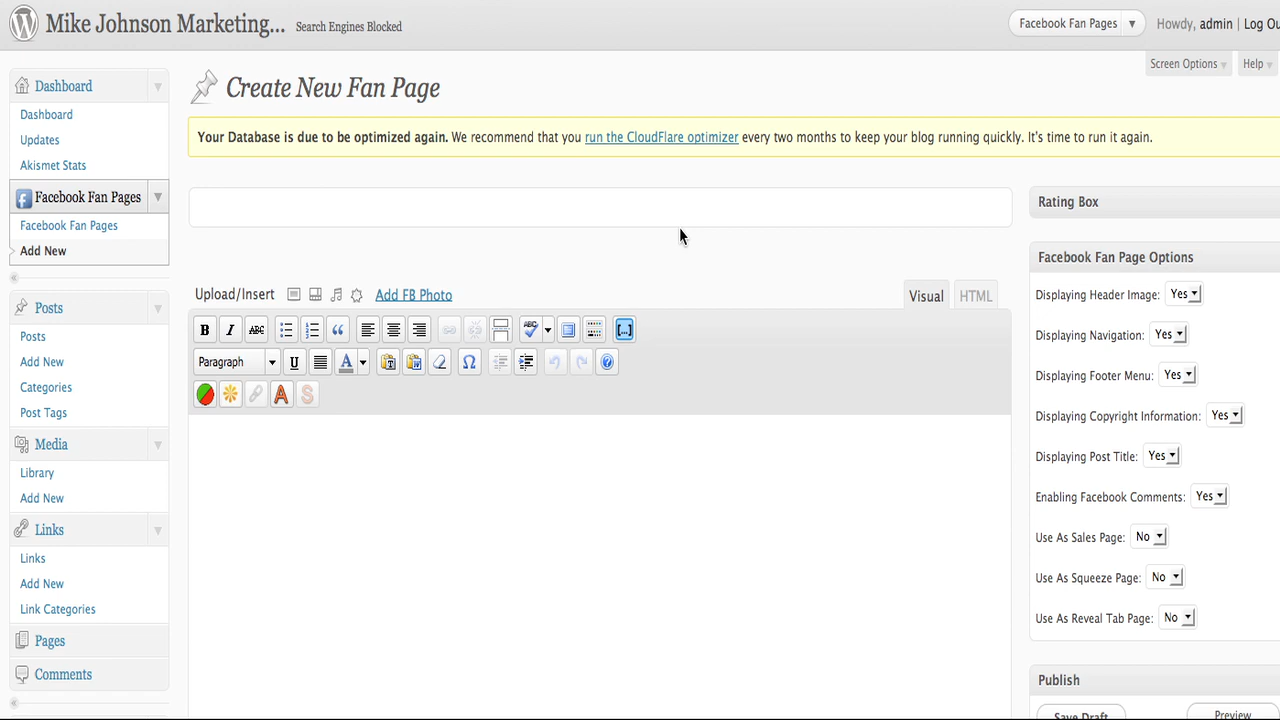 Mike Johnson Marketing... Search Engines Blocked
Facebook Fan Pages
Howdy, admin | Log Ou
Screen Options
Help
Dashboard
Dashboard
Updates
Akismet Stats
Facebook Fan Pages
Facebook Fan Pages
Add New
Posts
Posts
Add New
Categories
Post Tags
Media
Library
Add New
Links
Links
Add New
Link Categories
Pages
Comments
Create New Fan Page
Your Database is due to be optimized again. We recommend that you run the CloudFlare optimizer every two months to keep your blog running quickly. It's time to run it again.
Upload/Insert Add FB Photo
Visual HTML
B I ABC ABC
Paragraph U A
A S
Rating Box
Facebook Fan Page Options
Displaying Header Image: Yes
Displaying Navigation: Yes
Displaying Footer Menu: Yes
Displaying Copyright Information: Yes
Displaying Post Title: Yes
Enabling Facebook Comments: Yes
Use As Sales Page: No
Use As Squeeze Page: No
Use As Reveal Tab Page: No
Publish
Save Draft Preview